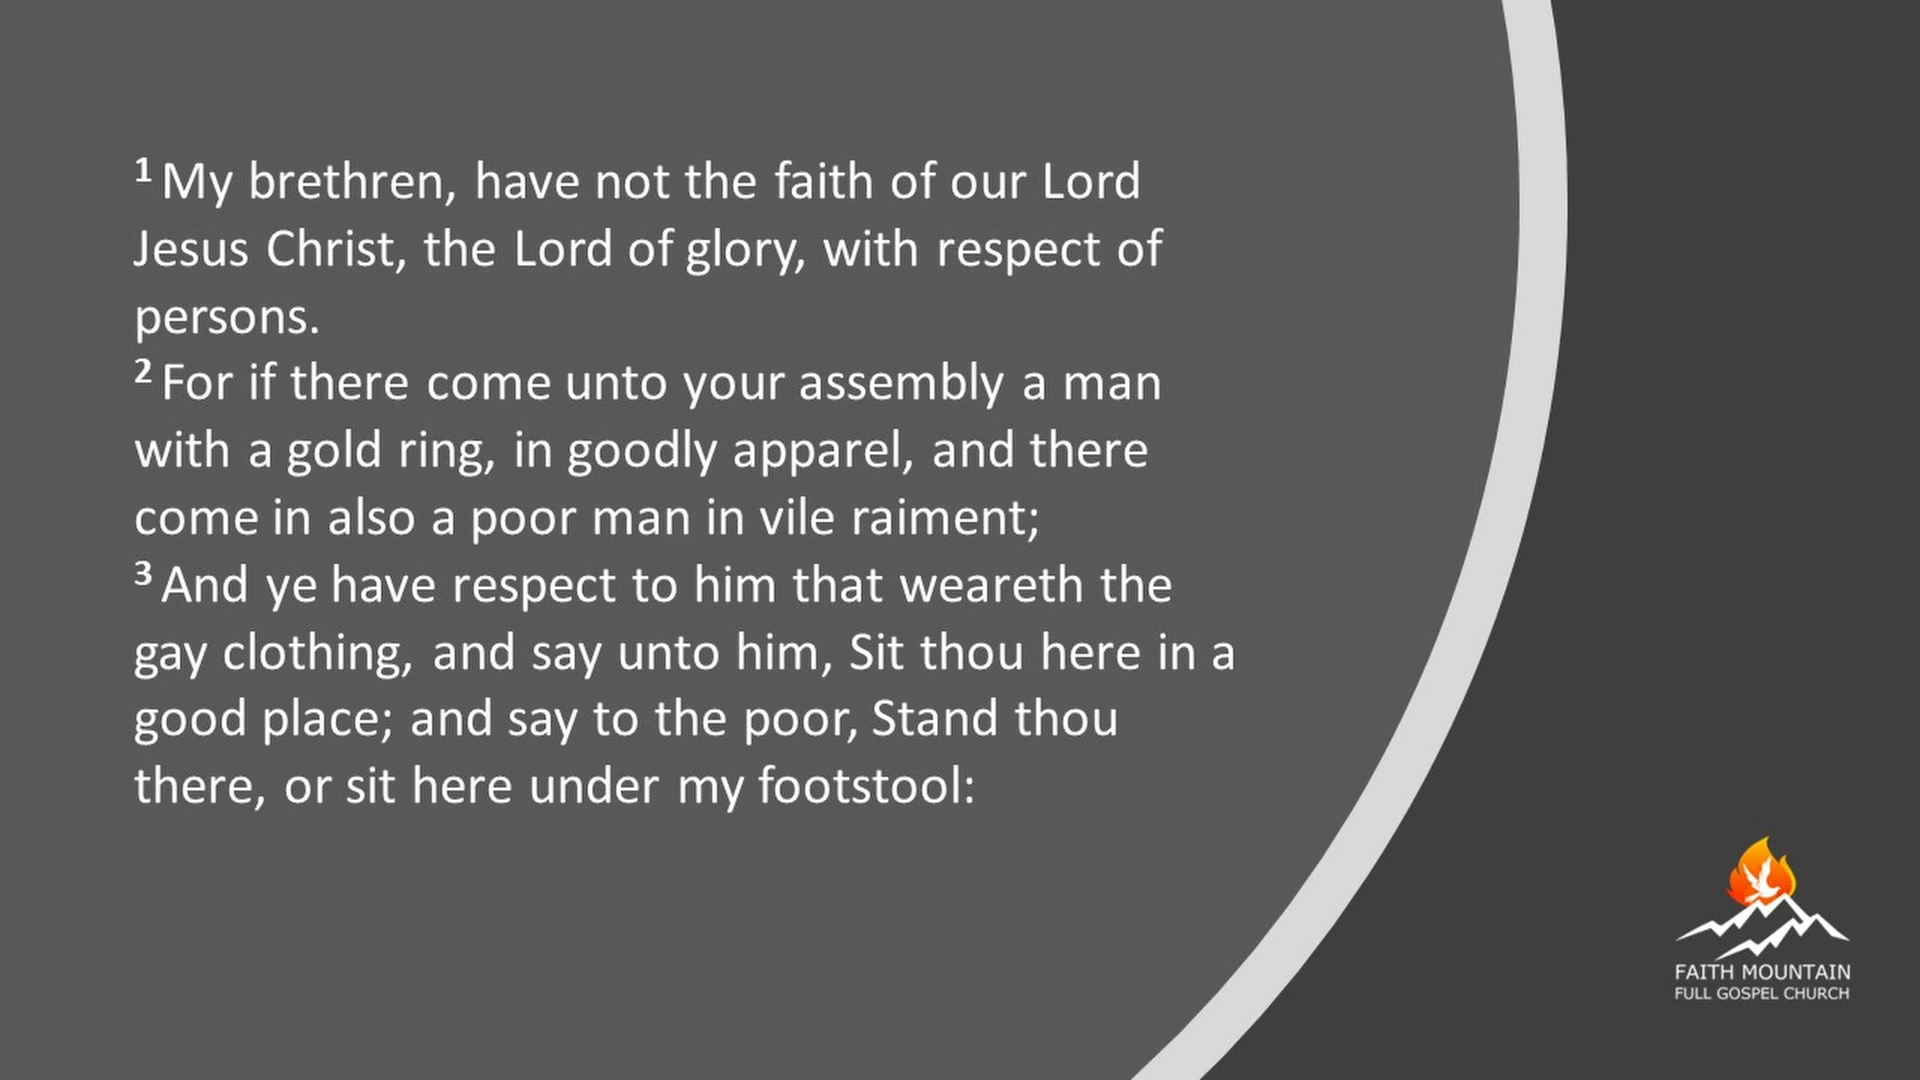 1 My brethren, have not the faith of our Lord
Jesus Christ, the Lord of glory, with respect of
persons.
2 For if there come unto your assembly a man
with a gold ring, in goodly apparel, and there
come in also a poor man in vile raiment;
3 And ye have respect to him that weareth the
gay clothing, and say unto him, Sit thou here in a
good place; and say to the poor, Stand thou
there, or sit here under my footstool:
FAITH MOUNTAIN
FULL GOSPEL CHURCH